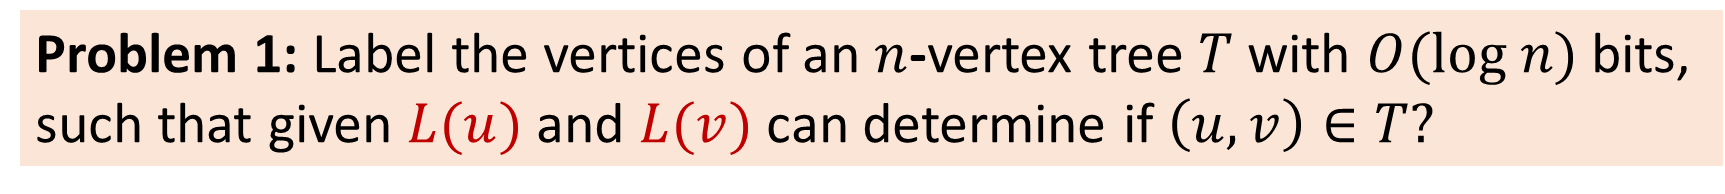 Problem 1: Label the vertices of an n-vertex tree T with O(log n) bits,
such that given L(u) and L(v) can determine if (u, v) ∈ T?